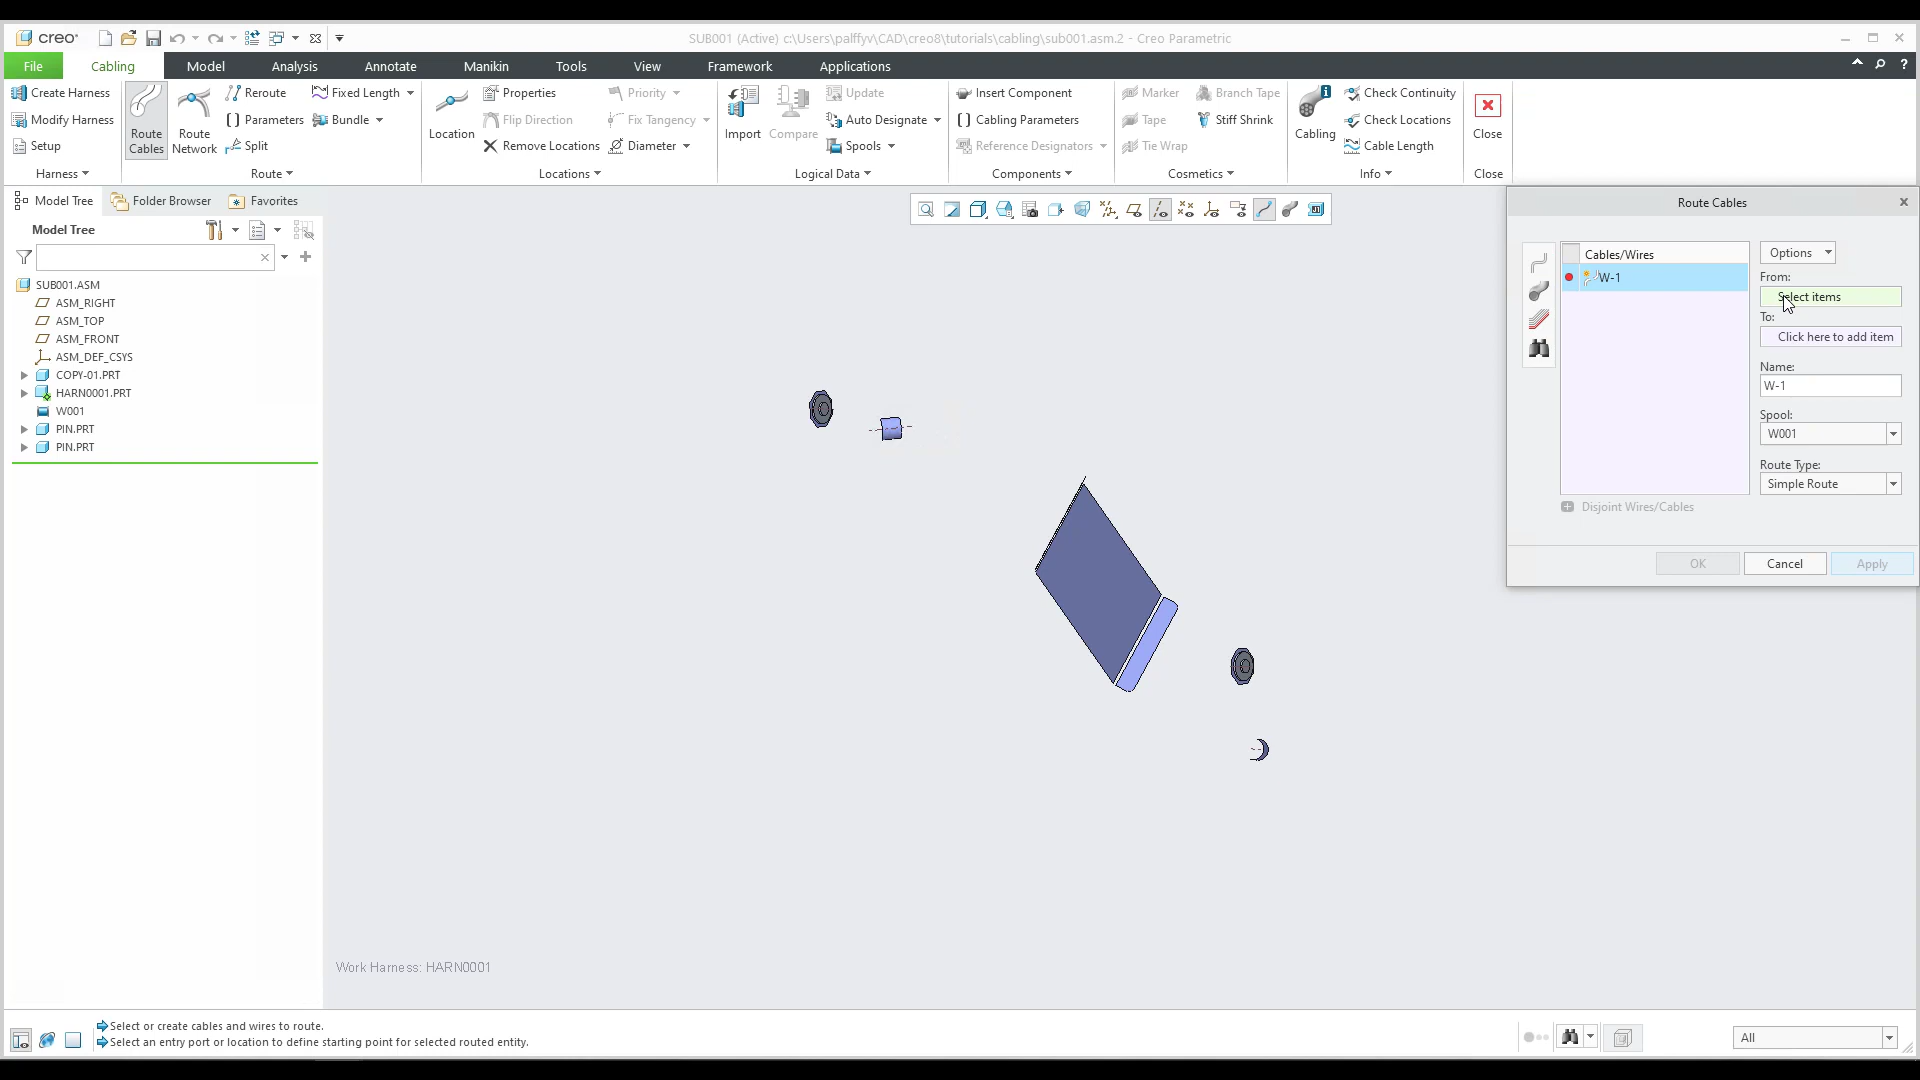 creo
SUB001 (Active) c:\Users\palffyv\CAD\creo8\tutorials\cabling\sub001.asm.2 - Creo Parametric
File Cabling Model Analysis Annotate Manikin Tools View Framework Applications
Create Harness
Modify Harness
Setup
Harness
Route Cables
Route Network
Reroute
Parameters
Split
Fixed Length
Bundle
Route
Location
Properties
Flip Direction
Remove Locations
Priority
Fix Tangency
Diameter
Locations
Import
Compare
Update
Auto Designate
Spools
Logical Data
Insert Component
Cabling Parameters
Reference Designators
Components
Marker
Tape
Tie Wrap
Branch Tape
Stiff Shrink
Cosmetics
Cabling
Check Continuity
Check Locations
Cable Length
Info
Close
Close
Model Tree Folder Browser Favorites
Model Tree
SUB001.ASM
ASM_RIGHT
ASM_TOP
ASM_FRONT
ASM_DEF_CSYS
COPY-01.PRT
HARN0001.PRT
W001
PIN.PRT
PIN.PRT
Route Cables
Cables/Wires
W-1
Disjoint Wires/Cables
Options
From:
Select items
To:
Click here to add item
Name:
W-1
Spool:
W001
Route Type:
Simple Route
OK Cancel Apply
Work Harness: HARN0001
Select or create cables and wires to route.
Select an entry port or location to define starting point for selected routed entity.
All